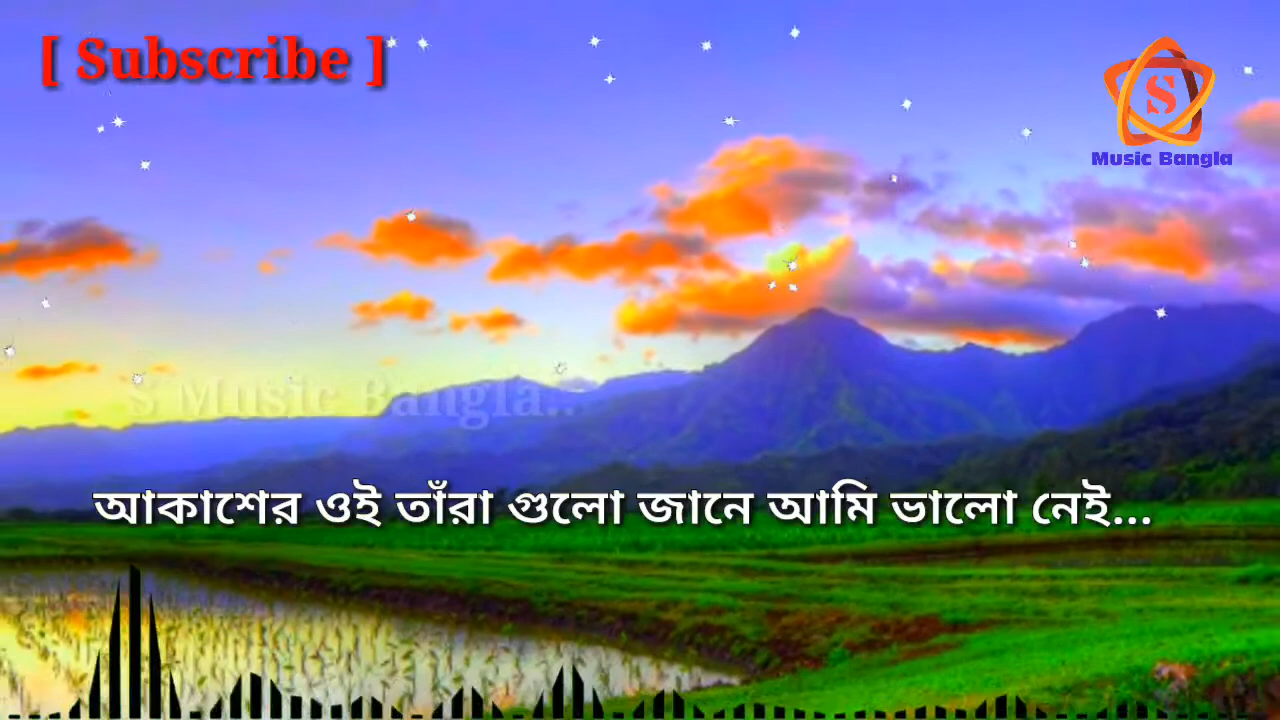 [ Subscribe ]
S
Music Bangla
S Music Bangla...
আকাশের ওই তাঁরা গুলো জানে আমি ভালো নেই...